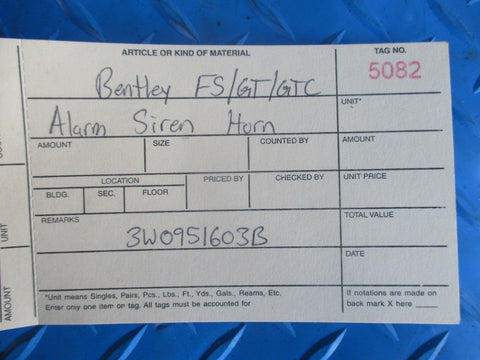 ARTICLE OR KIND OF MATERIAL
TAG NO.
Bentley FS/GT/GTC
5082
Alarm Siren Horn
UNIT*
AMOUNT
SIZE
COUNTED BY
AMOUNT
LOCATION
PRICED BY
CHECKED BY
UNIT PRICE
BLDG.
SEC.
FLOOR
REMARKS
TOTAL VALUE
3W0951603B
DATE
*Unit means Singles, Pairs, Pcs., Lbs., Ft., Yds., Gals., Reams, Etc.
Enter only one item on tag. All tags must be accounted for
If notations are made on
back mark X here
UNIT
AMOUNT